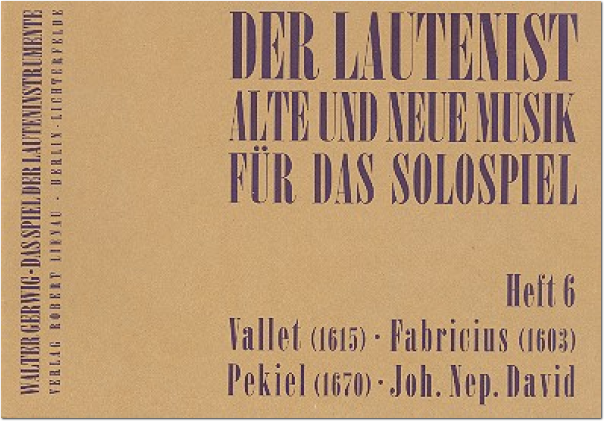 DER LAUTENIST
ALTE UND NEUE MUSIK
FÜR DAS SOLOSPIEL
Heft 6
Vallet (1615) · Fabricius (1603)
Pekiel (1670) · Joh. Nep. David
WALTER GERWIG · DAS SPIEL DER LAUTENINSTRUMENTE
VERLAG ROBERT LIENAU · BERLIN-LICHTERFELDE